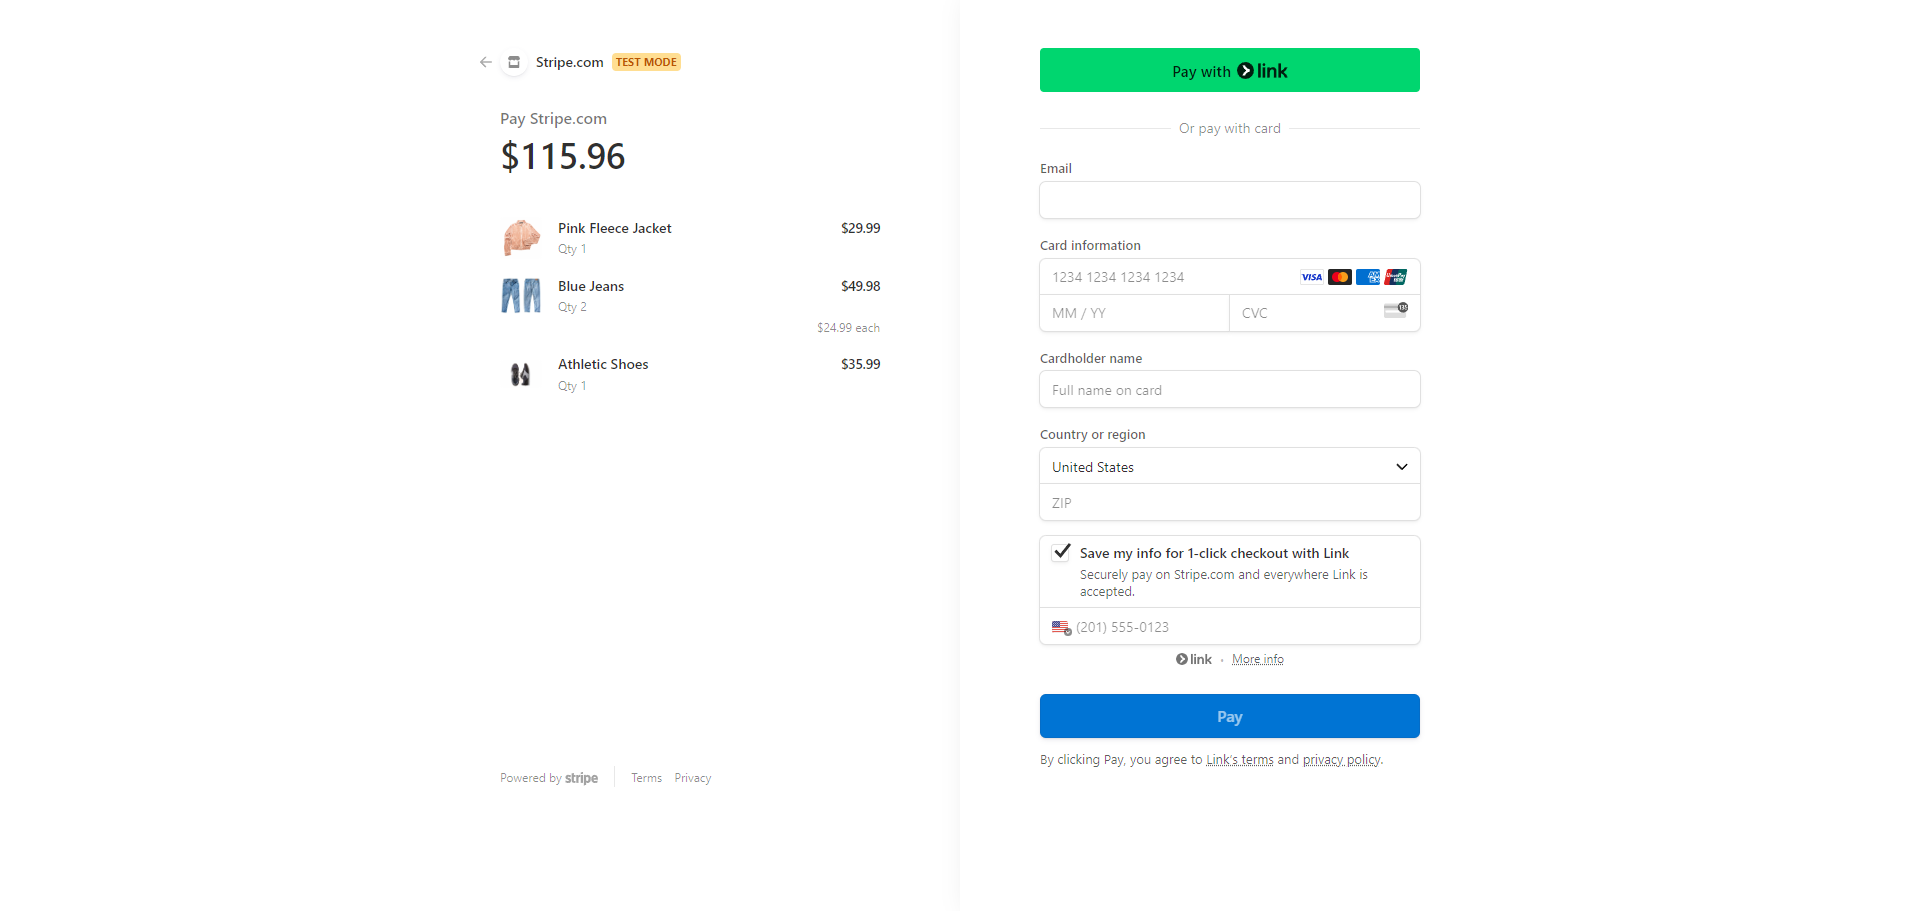 Stripe.com TEST MODE
Pay Stripe.com
$115.96
Pink Fleece Jacket $29.99
Qty 1
Blue Jeans $49.98
Qty 2
$24.99 each
Athletic Shoes $35.99
Qty 1
Powered by stripe Terms Privacy
Pay with link
Or pay with card
Email
Card information
1234 1234 1234 1234 VISA
MM / YY CVC 135
Cardholder name
Full name on card
Country or region
United States
ZIP
Save my info for 1-click checkout with Link
Securely pay on Stripe.com and everywhere Link is
accepted.
(201) 555-0123
link • More info
Pay
By clicking Pay, you agree to Link's terms and privacy policy.